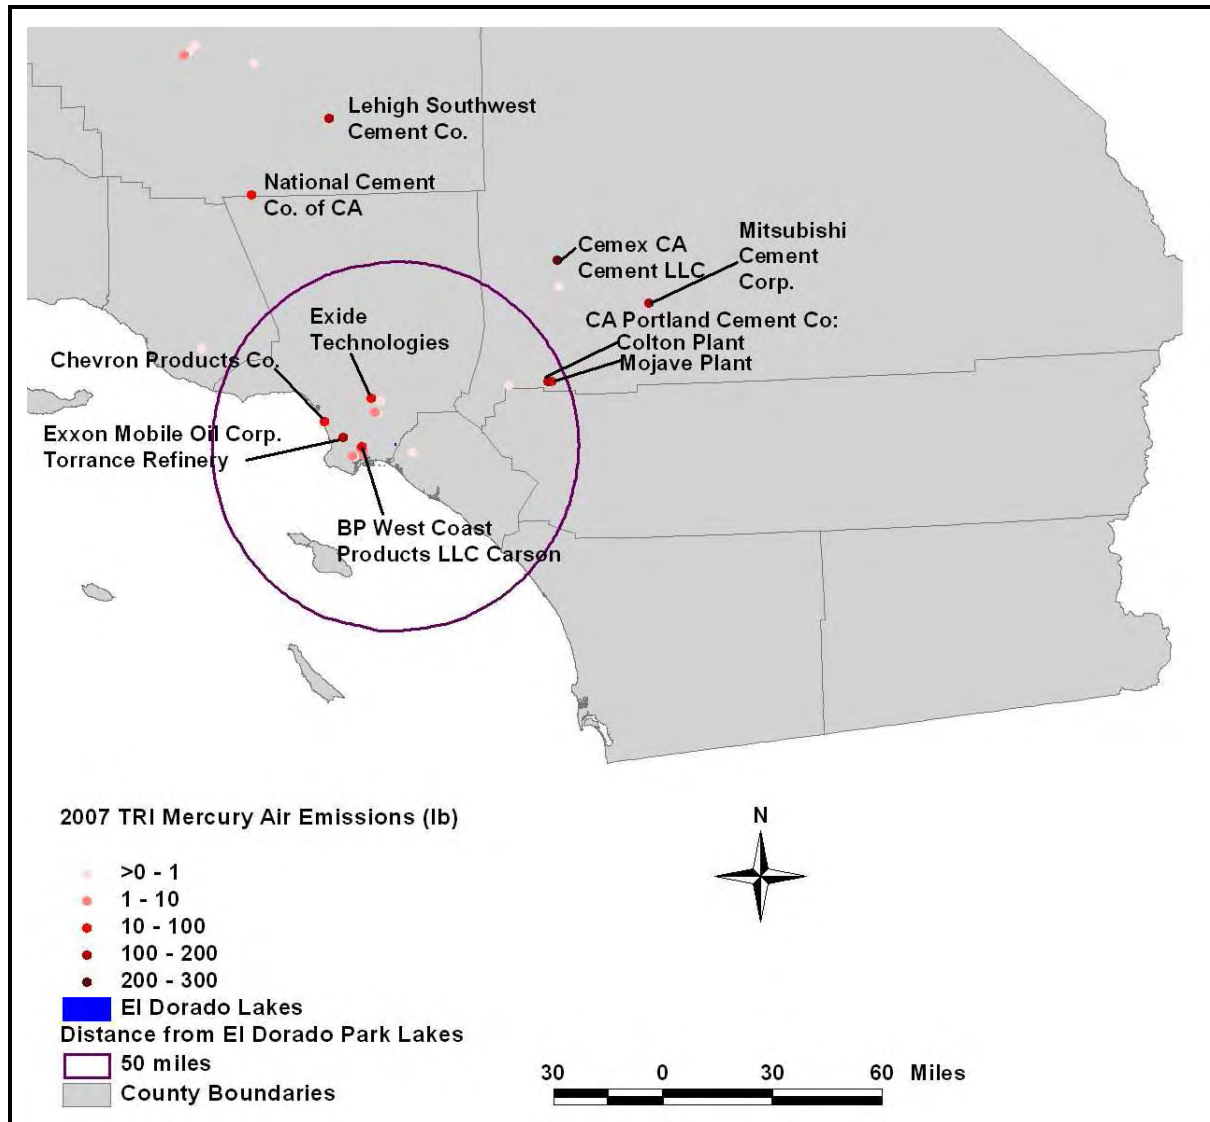 Lehigh Southwest
Cement Co.
National Cement
Co. of CA
Cemex CA
Cement LLC
Mitsubishi
Cement
Corp.
Exide
Technologies
CA Portland Cement Co:
Colton Plant
Mojave Plant
Chevron Products Co.
Exxon Mobile Oil Corp.
Torrance Refinery
BP West Coast
Products LLC Carson
2007 TRI Mercury Air Emissions (lb)
>0 - 1
1 - 10
10 - 100
100 - 200
200 - 300
El Dorado Lakes
Distance from El Dorado Park Lakes
50 miles
County Boundaries
N
30 0 30 60 Miles